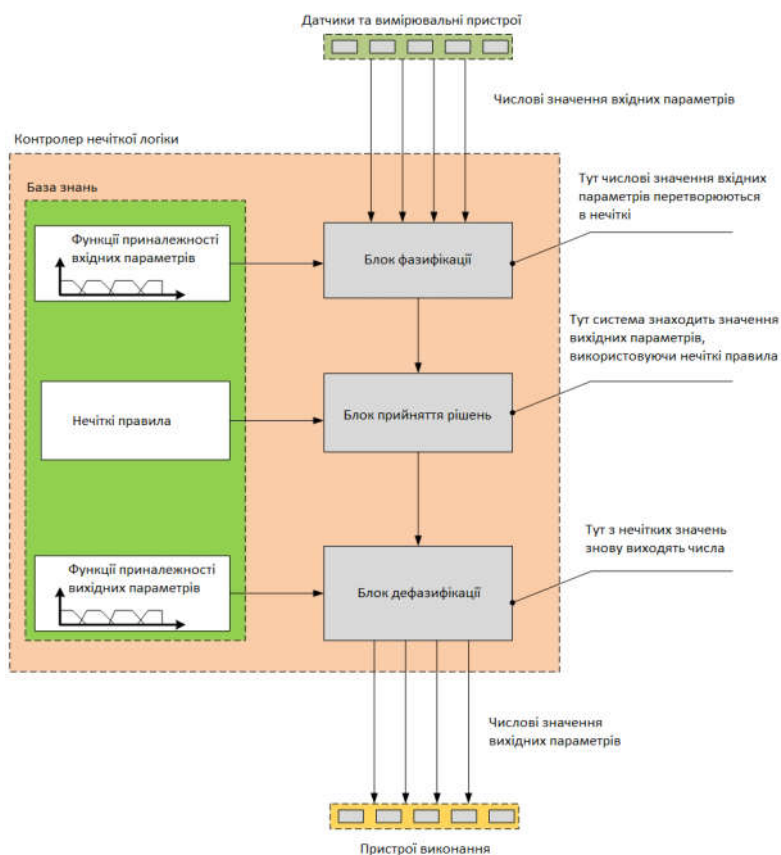 Датчики та вимірювальні пристрої
Числові значення вхідних параметрів
Контролер нечіткої логіки
База знань
Функції приналежності
вхідних параметрів
Блок фазифікації
Тут числові значення вхідних
параметрів перетворюються
в нечіткі
Нечіткі правила
Блок прийняття рішень
Тут система знаходить значення
вихідних параметрів,
використовуючи нечіткі правила
Функції приналежності
вихідних параметрів
Блок дефазифікації
Тут з нечітких значень
знову виходять числа
Числові значення
вихідних параметрів
Пристрої виконання